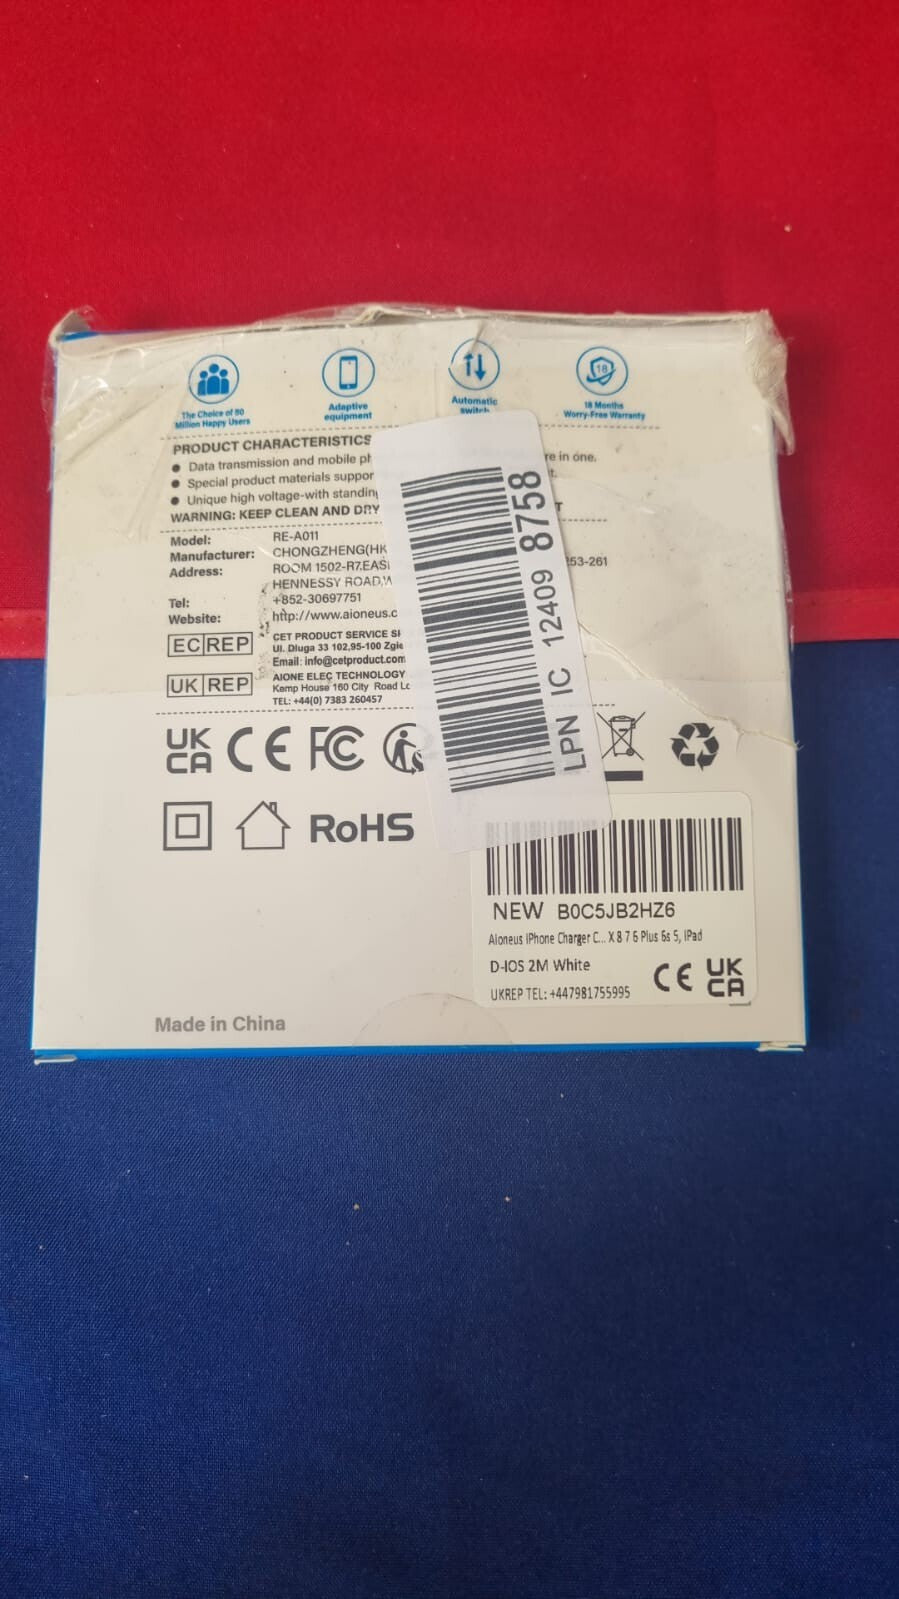 The Choice of 90
Million Happy Users
Adaptive
equipment
Automatic
switch
18
18 Months
Worry-Free Warranty
PRODUCT CHARACTERISTICS
Data transmission and mobile ph
re in one.
Special product materials suppor
t.
Unique high voltage-with standin
WARNING: KEEP CLEAN AND DRY
T
Model: RE-A011
Manufacturer: CHONGZHENG(HK
Address: ROOM 1502-R7,EAS
253-261
HENNESSY ROAD,W
Tel: +852-30697751
Website: http://www.aioneus.c
EC REP
CET PRODUCT SERVICE
Ul. Dluga 33 102,95-100 Zgie
Email: info@cetproduct.com
UK REP
AIONE ELEC TECHNOLOGY
Kemp House 160 City Road Lo
TEL: +44(0) 7383 260457
UK
CA
CE
FC
RoHS
LPN IC 12409 8758
NEW B0C5JB2HZ6
Aioneus iPhone Charger C... X 8 7 6 Plus 6s 5, iPad
D-IOS 2M White
UKREP TEL: +447981755995
CE
UK
CA
Made in China